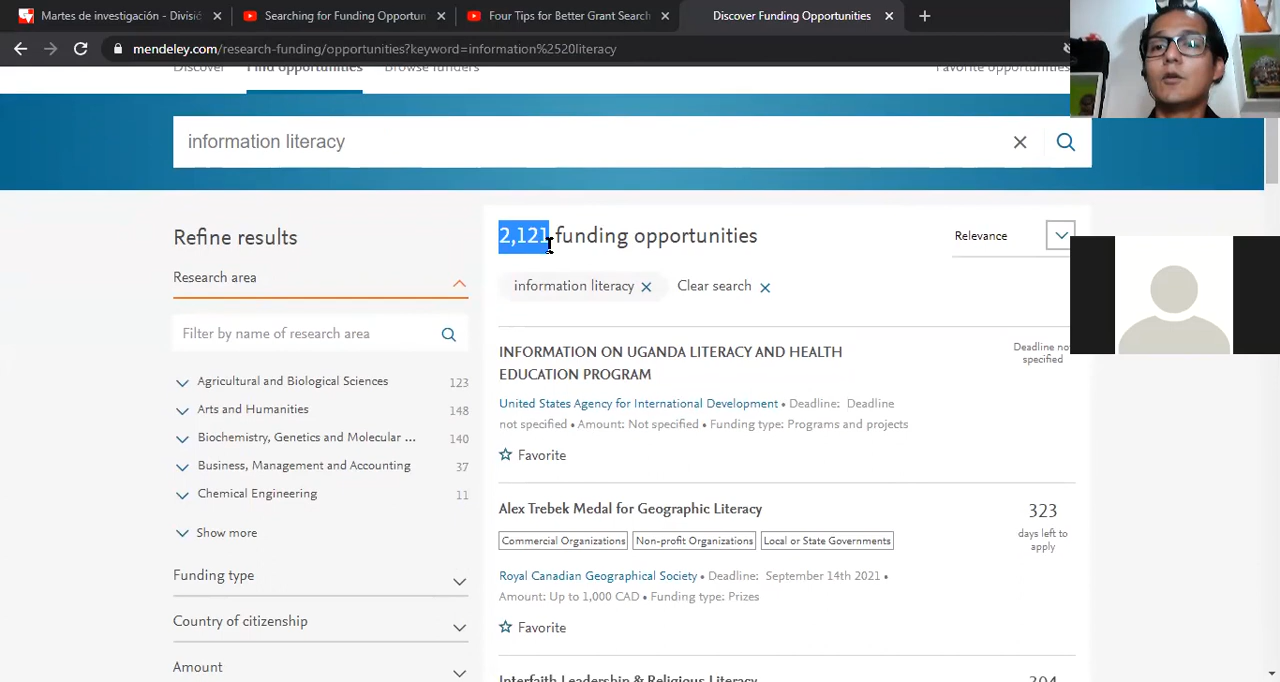 Martes de investigación - Divisió
Searching for Funding Opportun
Four Tips for Better Grant Search
Discover Funding Opportunities
mendeley.com/research-funding/opportunities?keyword=information%2520literacy
Discover
Find opportunities
Browse funders
Favorite opportunities
information literacy
Refine results
Research area
Filter by name of research area
Agricultural and Biological Sciences 123
Arts and Humanities 148
Biochemistry, Genetics and Molecular ... 140
Business, Management and Accounting 37
Chemical Engineering 11
Show more
Funding type
Country of citizenship
Amount
2,121 funding opportunities
Relevance
information literacy
Clear search
INFORMATION ON UGANDA LITERACY AND HEALTH
EDUCATION PROGRAM
Deadline no
specified
United States Agency for International Development • Deadline: Deadline
not specified • Amount: Not specified • Funding type: Programs and projects
Favorite
Alex Trebek Medal for Geographic Literacy
323
days left to
apply
Commercial Organizations
Non-profit Organizations
Local or State Governments
Royal Canadian Geographical Society • Deadline: September 14th 2021 •
Amount: Up to 1,000 CAD • Funding type: Prizes
Favorite
Interfaith Leadership & Religious Literacy
304